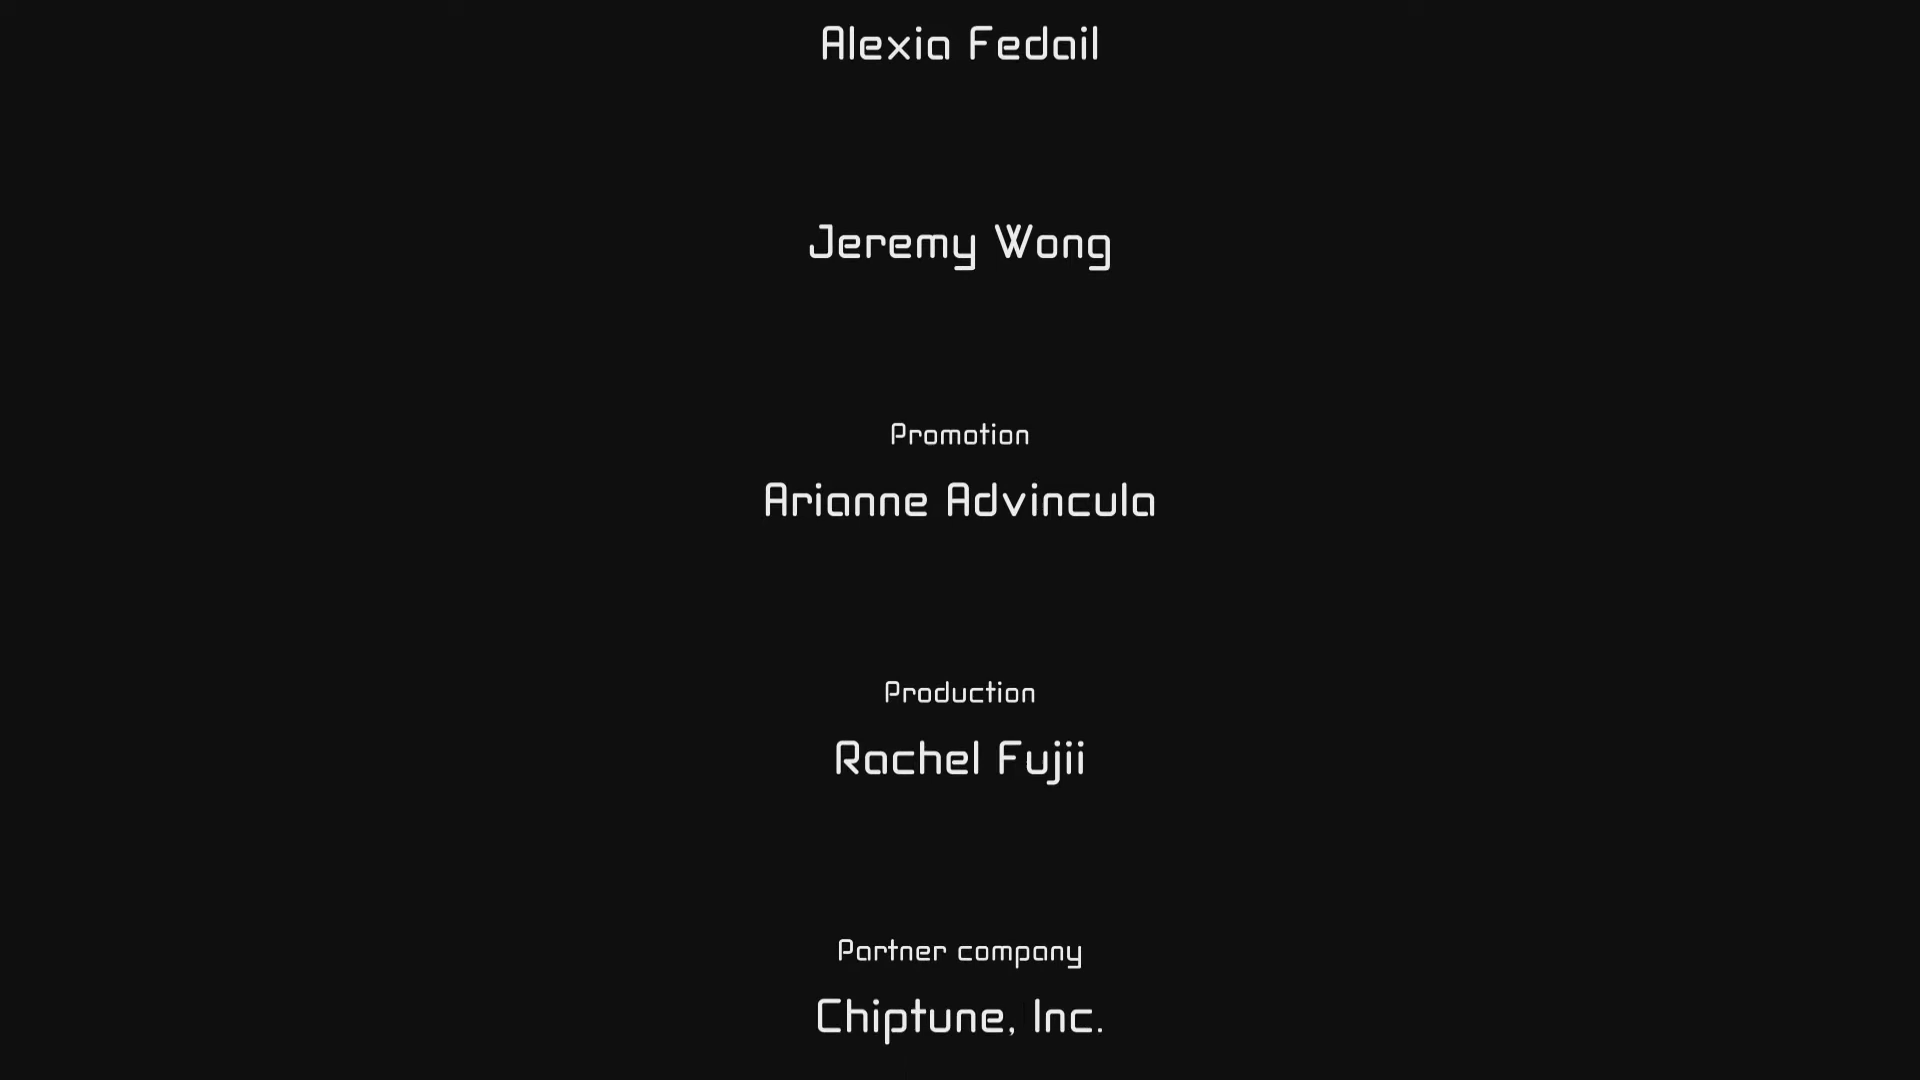 Alexia Fedail
Jeremy Wong
Promotion
Arianne Advincula
Production
Rachel Fujii
Partner company
Chiptune, Inc.